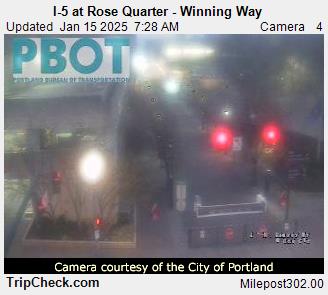 I-5 at Rose Quarter - Winning Way
Updated Jan 15 2025 7:28 AM Camera 4
PBOT
PORTLAND BUREAU OF TRANSPORTATION
Camera courtesy of the City of Portland
TripCheck.com Milepost302.00